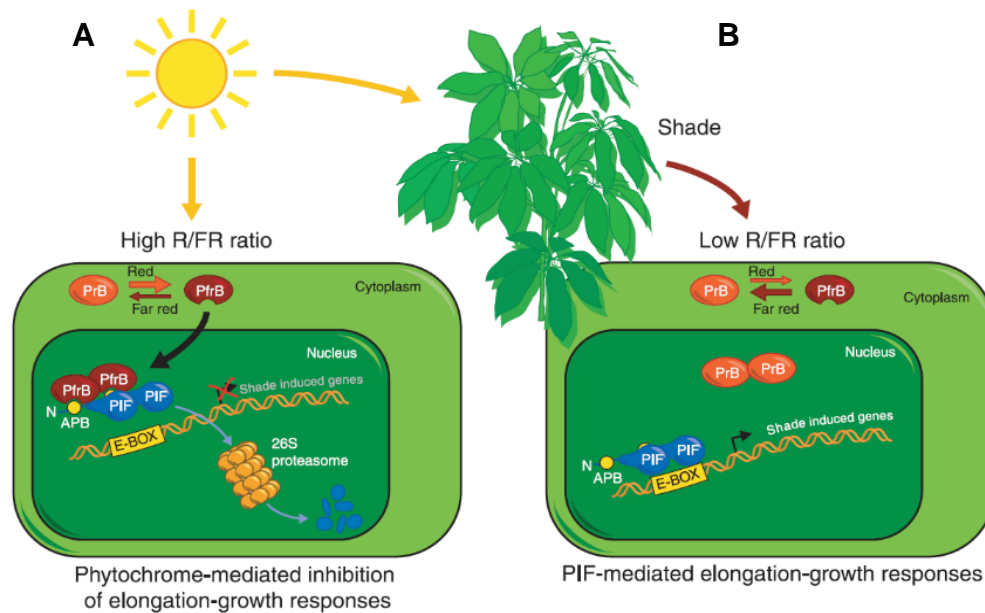 A
B
Shade
High R/FR ratio
Low R/FR ratio
PrB
Red
Far red
PfrB
Cytoplasm
Nucleus
PfrB
PfrB
N
APB
PIF
PIF
E-BOX
Shade induced genes
26S
proteasome
PrB
Red
Far red
PfrB
Cytoplasm
Nucleus
PrB
PrB
N
APB
PIF
PIF
E-BOX
Shade induced genes
Phytochrome-mediated inhibition
of elongation-growth responses
PIF-mediated elongation-growth responses